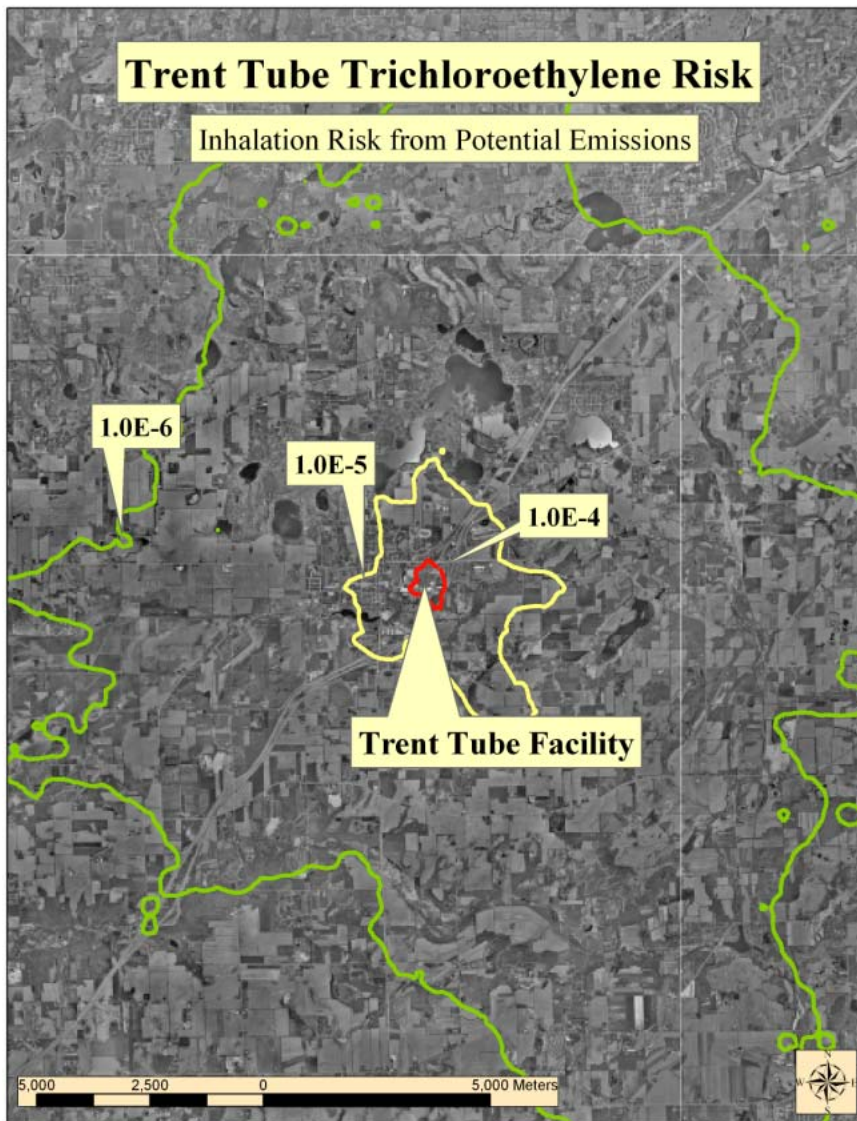 Trent Tube Trichloroethylene Risk
Inhalation Risk from Potential Emissions
1.0E-6
1.0E-5
1.0E-4
Trent Tube Facility
5,000 2,500 0 5,000 Meters
N
W E
S